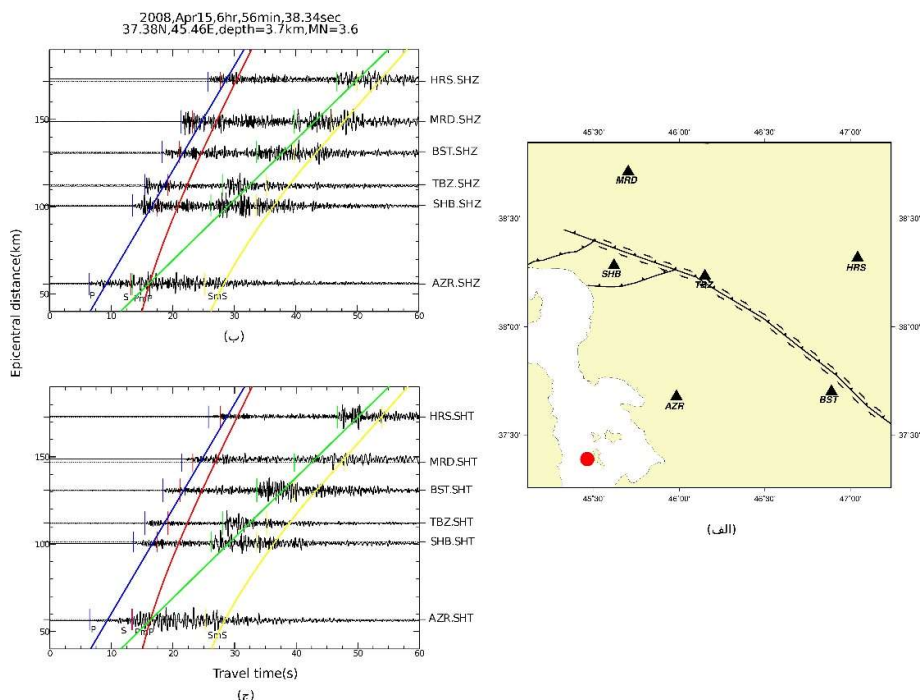 2008,Apr15,6hr,56min,38.34sec
37.38N,45.46E,depth=3.7km,MN=3.6
Epicentral distance(km)
150
100
50
HRS.SHZ
MRD.SHZ
BST.SHZ
TBZ.SHZ
SHB.SHZ
AZR.SHZ
P
S
PmP
SmS
0 10 20 30 40 50 60
(ب)
150
100
50
HRS.SHT
MRD.SHT
BST.SHT
TBZ.SHT
SHB.SHT
AZR.SHT
P
S
PmP
SmS
0 10 20 30 40 50 60
Travel time(s)
(ج)
45°30' 46°00' 46°30' 47°00'
38°30' 38°30'
38°00' 38°00'
37°30' 37°30'
MRD
SHB
TBZ
HRS
AZR
BST
45°30' 46°00' 46°30' 47°00'
(الف)